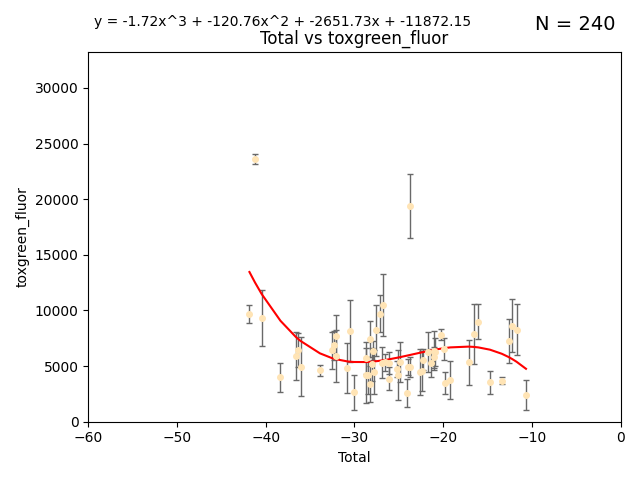 y = -1.72x^3 + -120.76x^2 + -2651.73x + -11872.15
N = 240
Total vs toxgreen_fluor
30000
25000
20000
15000
10000
5000
0
toxgreen_fluor
−60 −50 −40 −30 −20 −10 0
Total